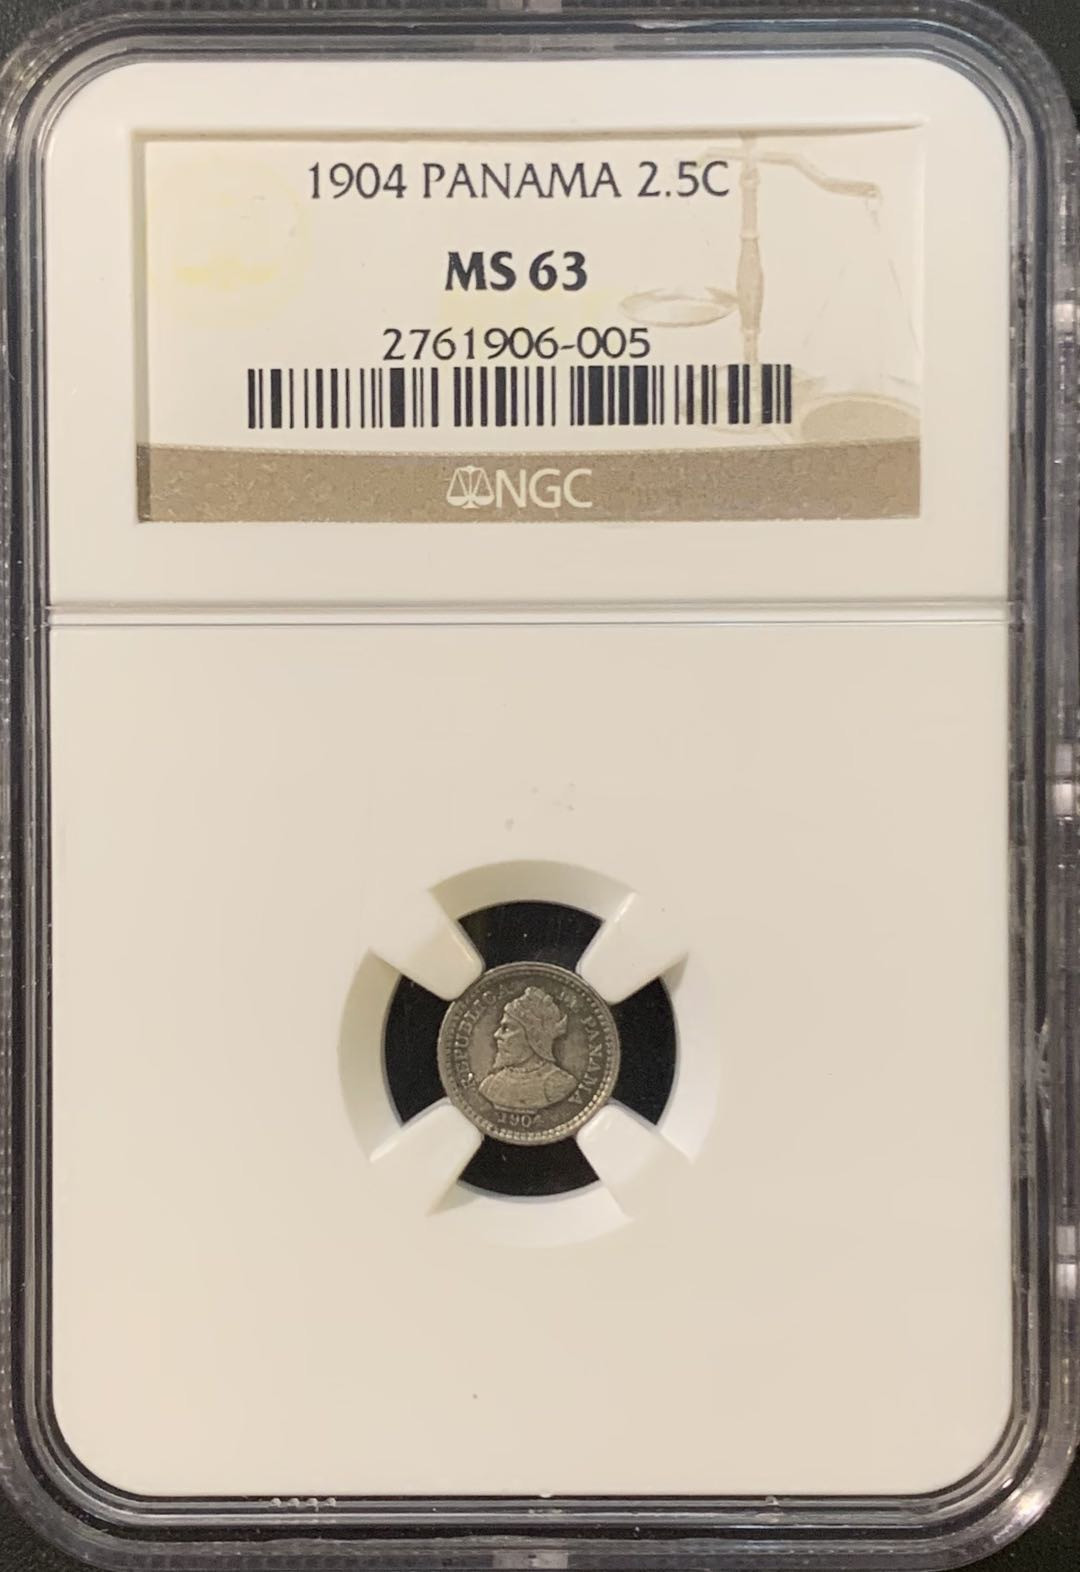 1904 PANAMA 2.5C
MS 63
2761906-005
NGC
REPUBLICA DE PANAMA
1904